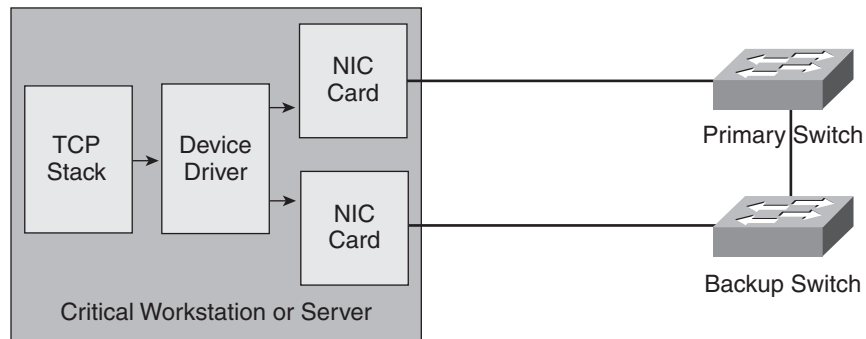 NIC
Card
TCP
Stack
Device
Driver
NIC
Card
Critical Workstation or Server
Primary Switch
Backup Switch